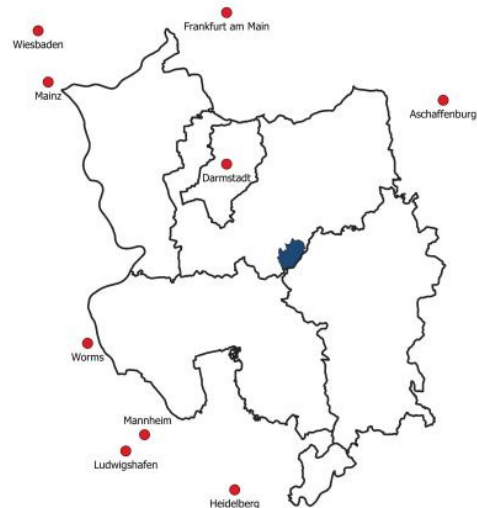 Frankfurt am Main
Wiesbaden
Mainz
Aschaffenburg
Darmstadt
Worms
Mannheim
Ludwigshafen
Heidelberg